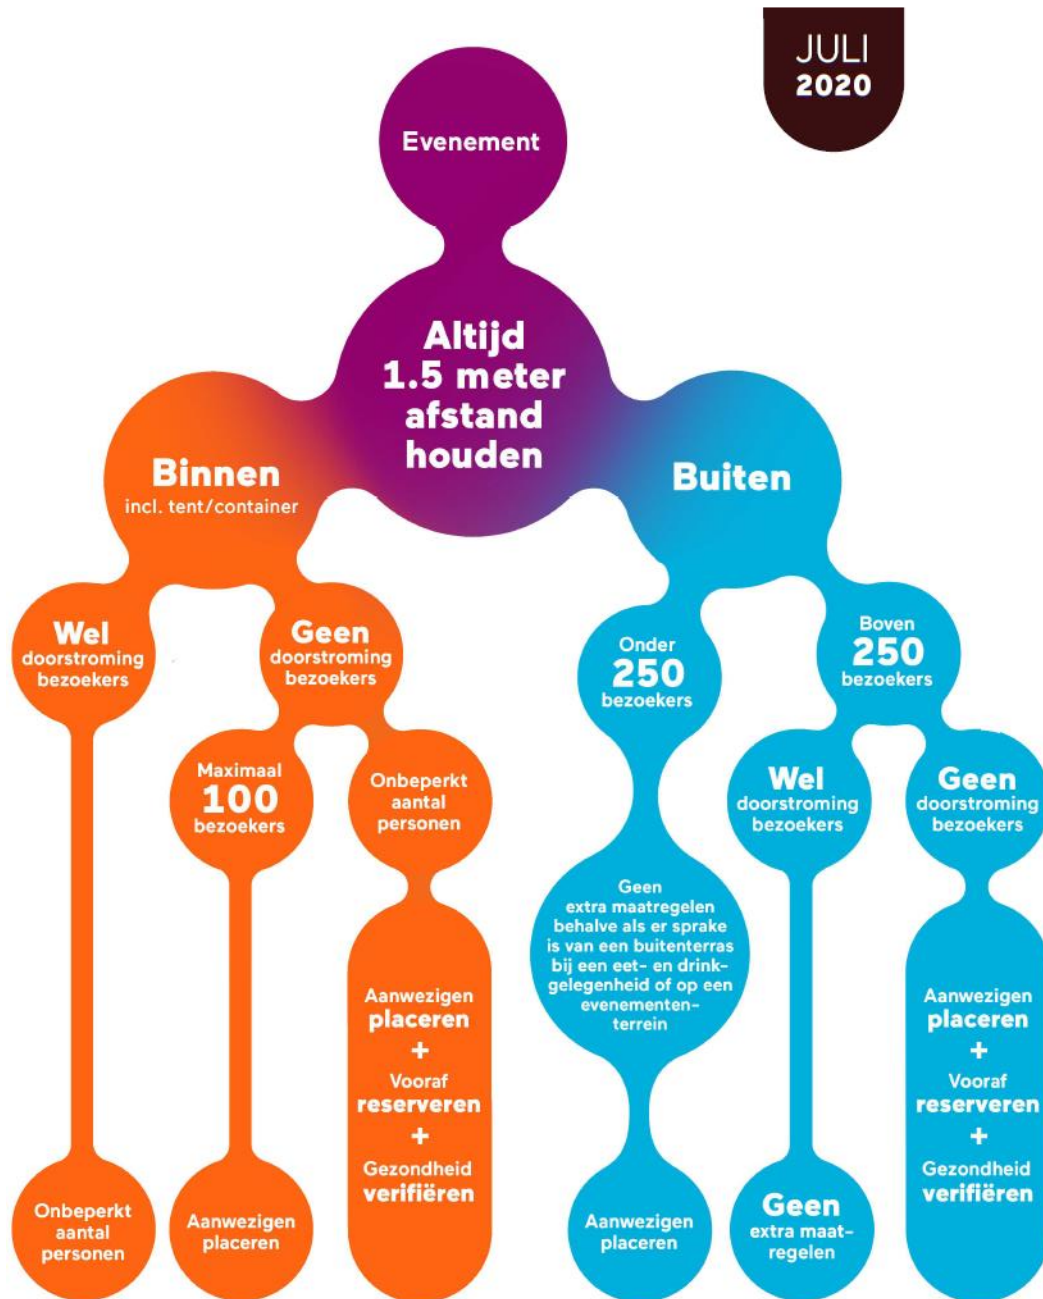 JULI
2020
Evenement
Altijd
1.5 meter
afstand
houden
Binnen
incl. tent/container
Buiten
Wel
doorstroming
bezoekers
Geen
doorstroming
bezoekers
Onder
250
bezoekers
Boven
250
bezoekers
Maximaal
100
bezoekers
Onbeperkt
aantal
personen
Wel
doorstroming
bezoekers
Geen
doorstroming
bezoekers
Geen
extra maatregelen
behalve als er sprake
is van een buitenterras
bij een eet- en drink-
gelegenheid of op een
evenementen-
terrein
Aanwezigen
placeren
+
Vooraf
reserveren
+
Gezondheid
verifiëren
Aanwezigen
placeren
+
Vooraf
reserveren
+
Gezondheid
verifiëren
Onbeperkt
aantal
personen
Aanwezigen
placeren
Aanwezigen
placeren
Geen
extra maat-
regelen